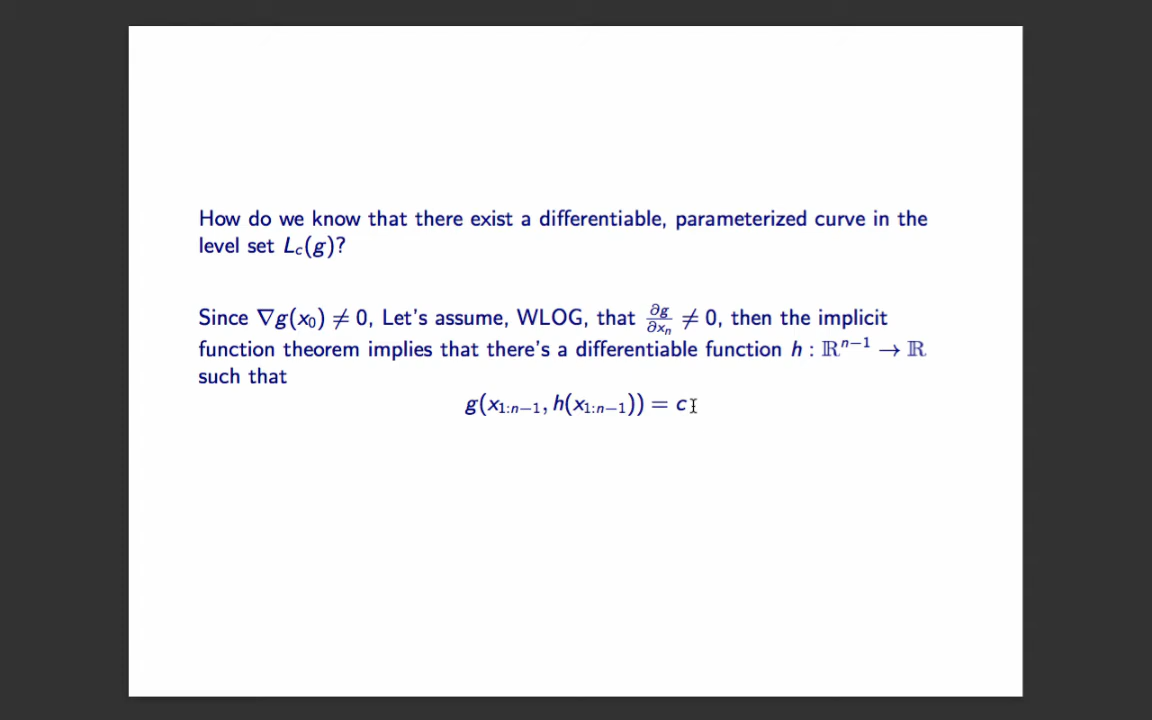 How do we know that there exist a differentiable, parameterized curve in the
level set L_c(g)?
Since ∇g(x₀) ≠ 0, Let's assume, WLOG, that ∂g/∂xₙ ≠ 0, then the implicit
function theorem implies that there's a differentiable function h : ℝⁿ⁻¹ → ℝ
such that
g(x₁:ₙ₋₁, h(x₁:ₙ₋₁)) = c